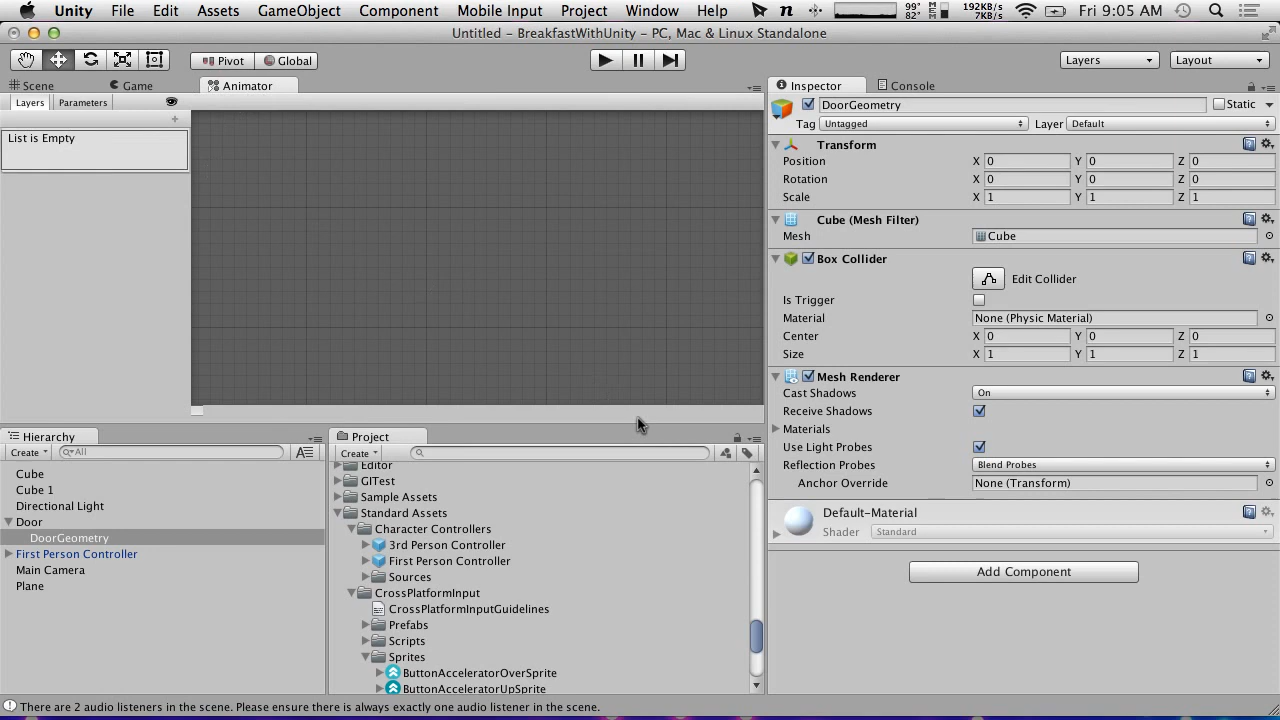 Unity File Edit Assets GameObject Component Mobile Input Project Window Help n 99° 82° MEM 192KB/s 7KB/s Fri 9:05 AM
Untitled - BreakfastWithUnity - PC, Mac & Linux Standalone
Pivot Global Layers Layout
Scene Game Animator
Layers Parameters
List is Empty
Inspector Console
DoorGeometry Static
Tag Untagged Layer Default
Transform
Position X 0 Y 0 Z 0
Rotation X 0 Y 0 Z 0
Scale X 1 Y 1 Z 1
Cube (Mesh Filter)
Mesh Cube
Box Collider
Edit Collider
Is Trigger
Material None (Physic Material)
Center X 0 Y 0 Z 0
Size X 1 Y 1 Z 1
Mesh Renderer
Cast Shadows On
Receive Shadows
Materials
Use Light Probes
Reflection Probes Blend Probes
Anchor Override None (Transform)
Default-Material
Shader Standard
Add Component
Hierarchy
Create All
Cube
Cube 1
Directional Light
Door
DoorGeometry
First Person Controller
Main Camera
Plane
Project
Create
Editor
GITest
Sample Assets
Standard Assets
Character Controllers
3rd Person Controller
First Person Controller
Sources
CrossPlatformInput
CrossPlatformInputGuidelines
Prefabs
Scripts
Sprites
ButtonAcceleratorOverSprite
ButtonAcceleratorUpSprite
There are 2 audio listeners in the scene. Please ensure there is always exactly one audio listener in the scene.